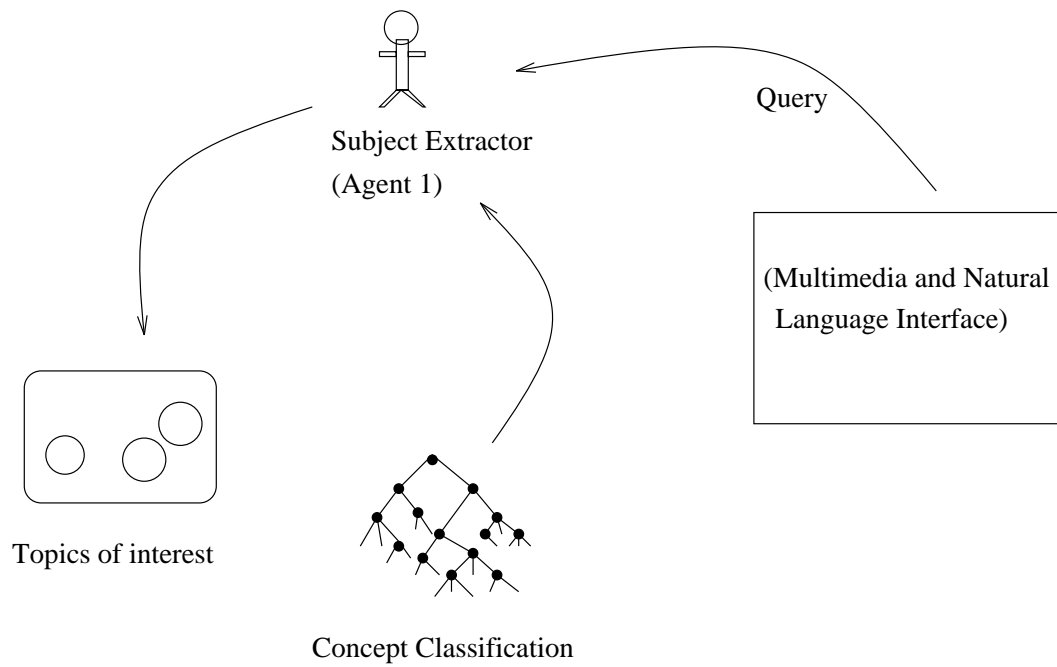 Query
Subject Extractor
(Agent 1)
(Multimedia and Natural
Language Interface)
Topics of interest
Concept Classification